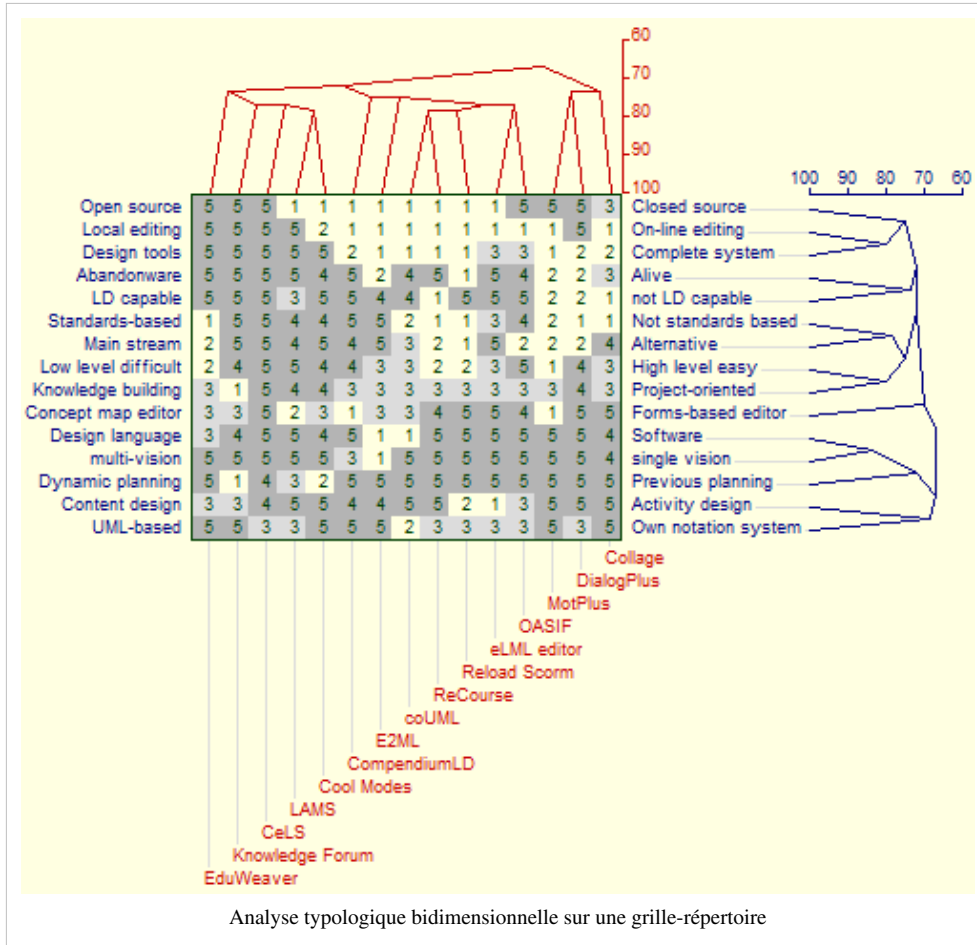 60
70
80
90
100
100 90 80 70 60
Open source 5 5 5 1 1 1 1 1 1 1 1 5 5 5 3 Closed source
Local editing 5 5 5 5 2 1 1 1 1 1 1 1 1 5 1 On-line editing
Design tools 5 5 5 5 5 2 1 1 1 1 3 3 1 2 2 Complete system
Abandonware 5 5 5 5 5 4 5 2 4 5 1 5 4 2 2 3 Alive
LD capable 5 5 5 3 5 5 4 4 1 5 5 5 2 2 1 not LD capable
Standards-based 1 5 5 4 4 5 5 2 1 1 3 4 2 1 1 Not standards based
Main stream 2 5 5 5 4 5 3 2 1 5 2 2 2 4 Alternative
Low level difficult 2 4 5 5 4 4 3 3 2 2 3 5 1 4 3 High level easy
Knowledge building 3 1 5 4 4 3 3 3 3 3 3 3 3 4 3 Project-oriented
Concept map editor 3 3 5 2 3 1 3 3 4 5 5 4 1 5 5 Forms-based editor
Design language 3 4 5 5 4 5 1 1 5 5 5 5 5 5 4 Software
multi-vision 5 5 5 5 5 3 1 5 5 5 5 5 5 5 4 single vision
Dynamic planning 5 1 4 3 2 5 5 5 5 5 5 5 5 5 5 Previous planning
Content design 3 3 4 5 5 4 4 5 5 2 1 3 5 5 5 Activity design
UML-based 5 5 3 3 5 5 5 2 3 3 3 3 5 3 5 Own notation system
Collage
DialogPlus
MotPlus
OASIF
eLML editor
Reload Scorm
ReCourse
coUML
E2ML
CompendiumLD
Cool Modes
LAMS
CeLS
Knowledge Forum
EduWeaver
Analyse typologique bidimensionnelle sur une grille-répertoire